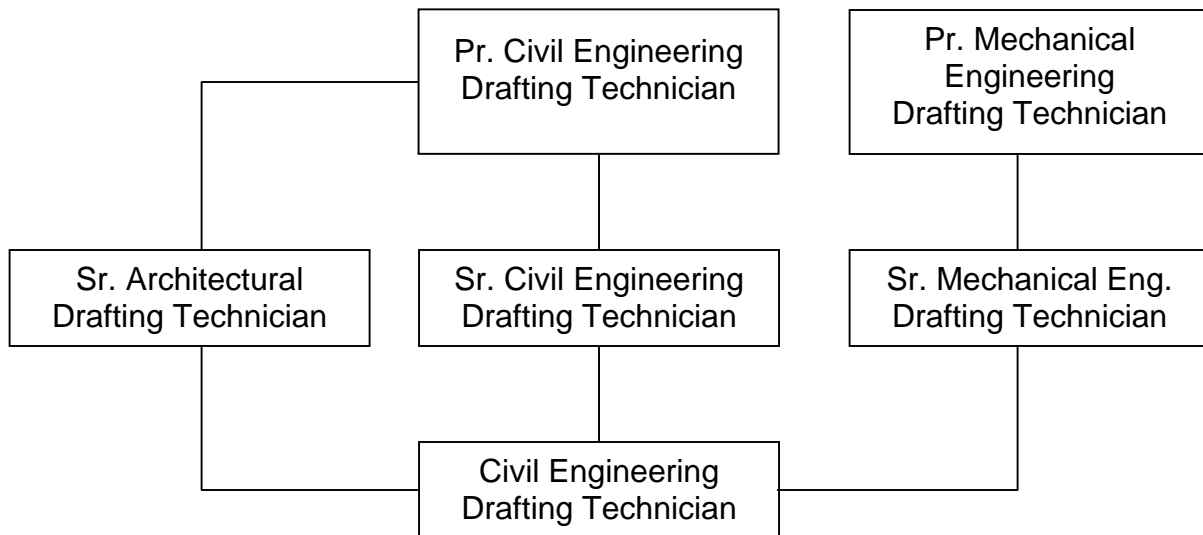 Pr. Civil Engineering
Drafting Technician
Pr. Mechanical
Engineering
Drafting Technician
Sr. Architectural
Drafting Technician
Sr. Civil Engineering
Drafting Technician
Sr. Mechanical Eng.
Drafting Technician
Civil Engineering
Drafting Technician